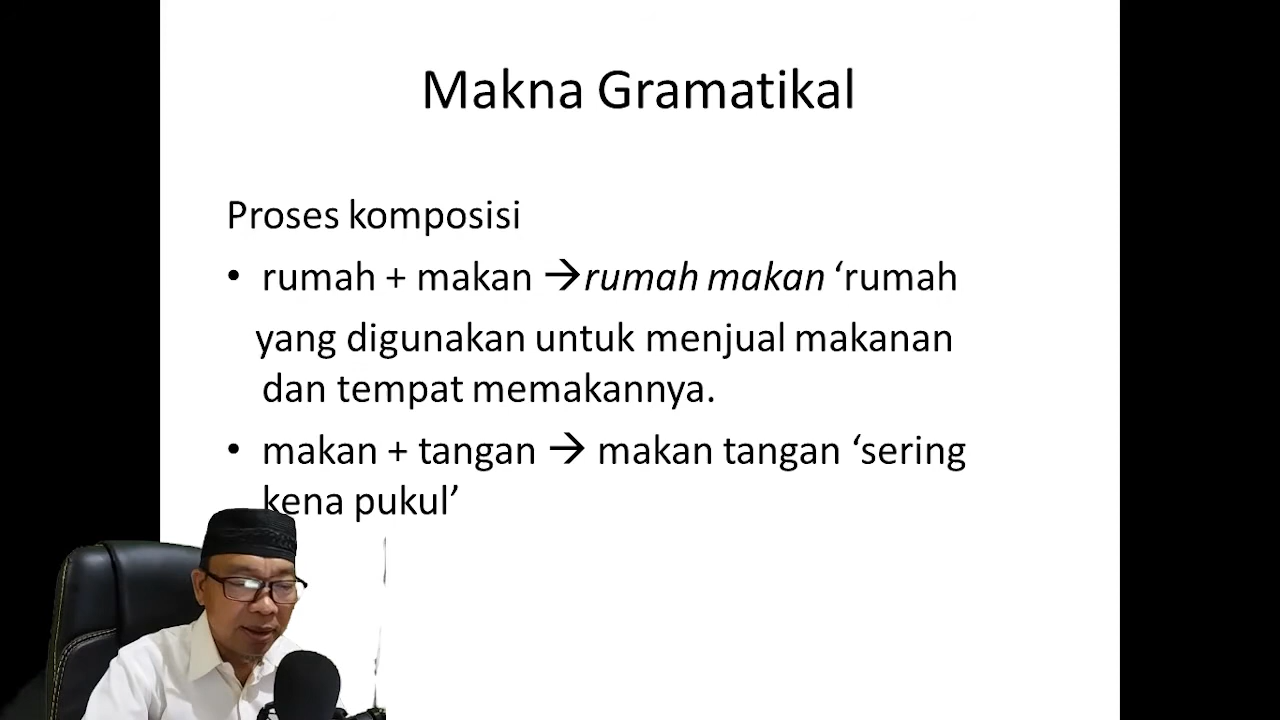 Makna Gramatikal
Proses komposisi
• rumah + makan →rumah makan ‘rumah
yang digunakan untuk menjual makanan
dan tempat memakannya.
• makan + tangan → makan tangan ‘sering
kena pukul’